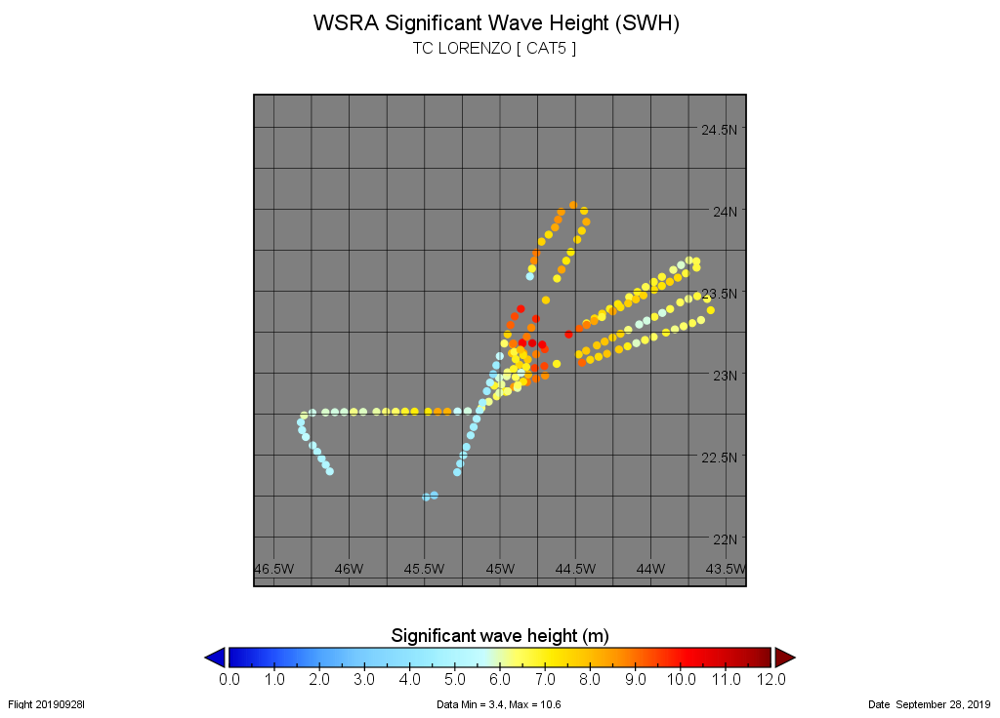 WSRA Significant Wave Height (SWH)
TC LORENZO [ CAT5 ]
24.5N
24N
23.5N
23N
22.5N
22N
46.5W 46W 45.5W 45W 44.5W 44W 43.5W
Significant wave height (m)
0.0 1.0 2.0 3.0 4.0 5.0 6.0 7.0 8.0 9.0 10.0 11.0 12.0
Flight 20190928I Data Min = 3.4, Max = 10.6 Date September 28, 2019